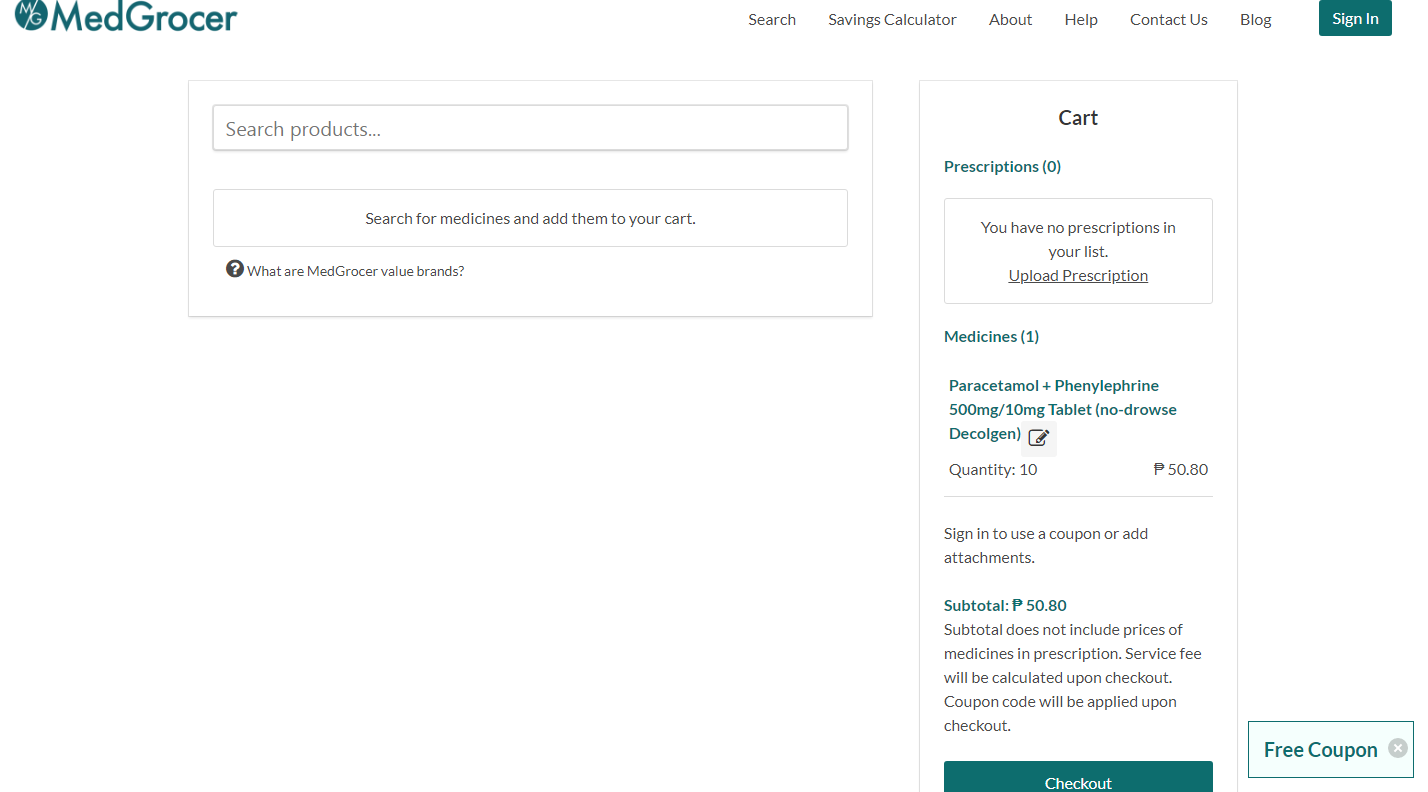 MG MedGrocer
Search Savings Calculator About Help Contact Us Blog Sign In
Search products...
Search for medicines and add them to your cart.
? What are MedGrocer value brands?
Cart
Prescriptions (0)
You have no prescriptions in
your list.
Upload Prescription
Medicines (1)
Paracetamol + Phenylephrine
500mg/10mg Tablet (no-drowse
Decolgen)
Quantity: 10 ₱ 50.80
Sign in to use a coupon or add
attachments.
Subtotal: ₱ 50.80
Subtotal does not include prices of
medicines in prescription. Service fee
will be calculated upon checkout.
Coupon code will be applied upon
checkout.
Checkout
Free Coupon